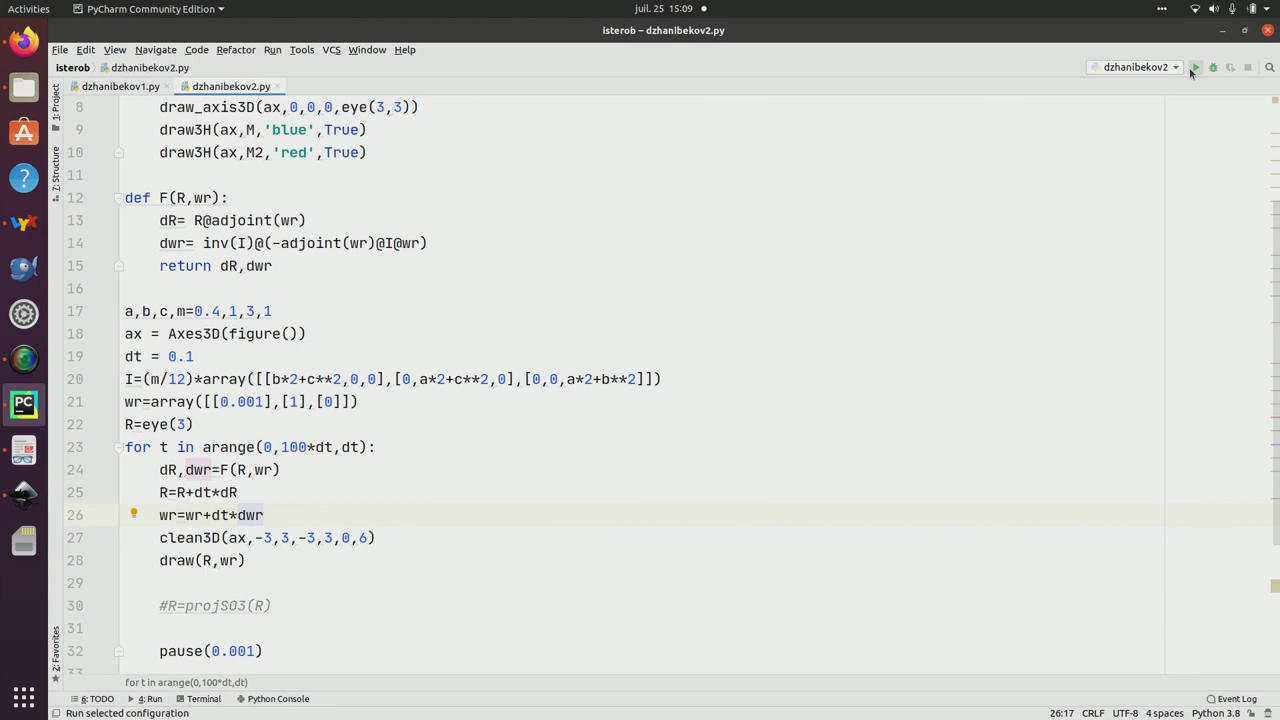 Activities
PyCharm Community Edition
juil. 25 15:09
isterob – dzhanibekov2.py
File Edit View Navigate Code Refactor Run Tools VCS Window Help
isterob dzhanibekov2.py
dzhanibekov2
dzhanibekov1.py
dzhanibekov2.py
1: Project
7: Structure
2: Favorites
8 draw_axis3D(ax,0,0,0,eye(3,3))
9 draw3H(ax,M,'blue',True)
10 draw3H(ax,M2,'red',True)
11
12 def F(R,wr):
13 dR= R@adjoint(wr)
14 dwr= inv(I)@(-adjoint(wr)@I@wr)
15 return dR,dwr
16
17 a,b,c,m=0.4,1,3,1
18 ax = Axes3D(figure())
19 dt = 0.1
20 I=(m/12)*array([[b*2+c**2,0,0],[0,a*2+c**2,0],[0,0,a*2+b**2]])
21 wr=array([[0.001],[1],[0]])
22 R=eye(3)
23 for t in arange(0,100*dt,dt):
24 dR,dwr=F(R,wr)
25 R=R+dt*dR
26 wr=wr+dt*dwr
27 clean3D(ax,-3,3,-3,3,0,6)
28 draw(R,wr)
29
30 #R=projSO3(R)
31
32 pause(0.001)
33
for t in arange(0,100*dt,dt)
6: TODO 4: Run Terminal Python Console Event Log
Run selected configuration 26:17 CRLF UTF-8 4 spaces Python 3.8